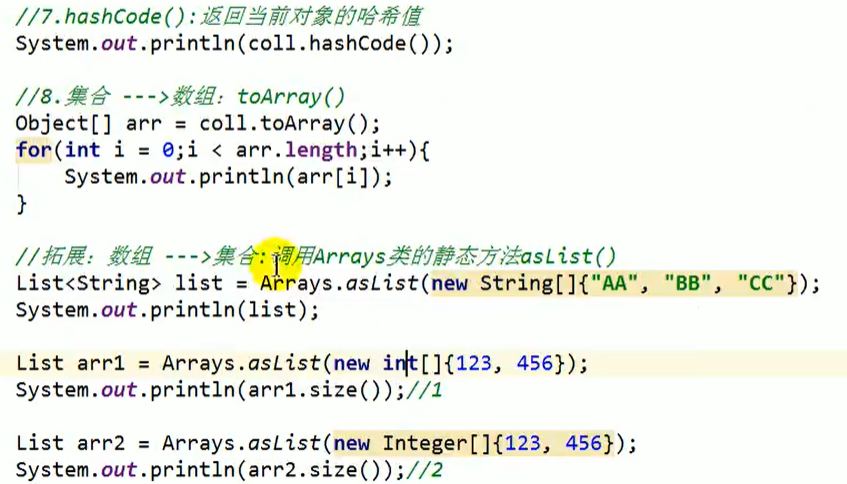 //7.hashCode():返回当前对象的哈希值
System.out.println(coll.hashCode());
//8.集合 --->数组：toArray()
Object[] arr = coll.toArray();
for(int i = 0;i < arr.length;i++){
System.out.println(arr[i]);
}
//拓展：数组 --->集合:调用Arrays类的静态方法asList()
List<String> list = Arrays.asList(new String[]{"AA", "BB", "CC"});
System.out.println(list);
List arr1 = Arrays.asList(new int[]{123, 456});
System.out.println(arr1.size());//1
List arr2 = Arrays.asList(new Integer[]{123, 456});
System.out.println(arr2.size());//2